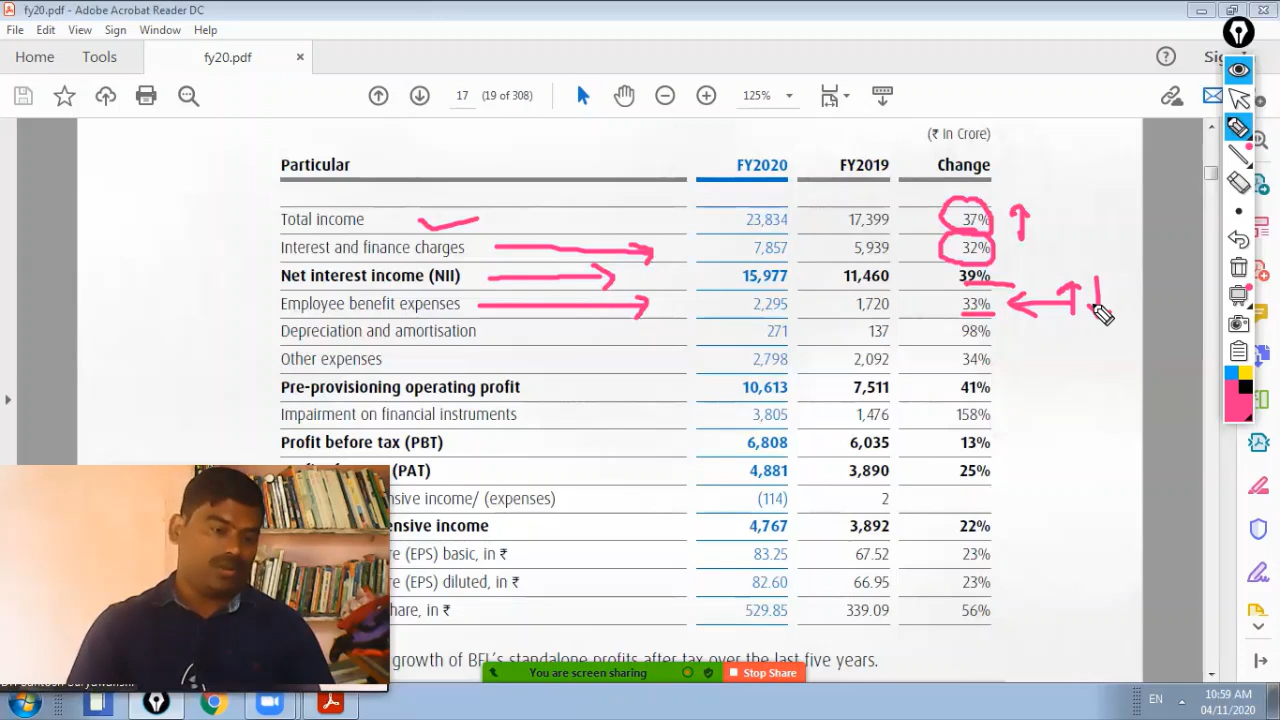 fy20.pdf - Adobe Acrobat Reader DC
File Edit View Sign Window Help
Home Tools fy20.pdf ×
17 (19 of 308) 125%
(₹ In Crore)
Particular FY2020 FY2019 Change
Total income 23,834 17,399 37%
Interest and finance charges 7,857 5,939 32%
Net interest income (NII) 15,977 11,460 39%
Employee benefit expenses 2,295 1,720 33%
Depreciation and amortisation 271 137 98%
Other expenses 2,798 2,092 34%
Pre-provisioning operating profit 10,613 7,511 41%
Impairment on financial instruments 3,805 1,476 158%
Profit before tax (PBT) 6,808 6,035 13%
(PAT) 4,881 3,890 25%
income/ (expenses) (114) 2
income 4,767 3,892 22%
(EPS) basic, in ₹ 83.25 67.52 23%
(EPS) diluted, in ₹ 82.60 66.95 23%
in ₹ 529.85 339.09 56%
growth of BFL's standalone profits after tax over the last five years.
You are screen sharing Stop Share
EN 10:59 AM
04/11/2020